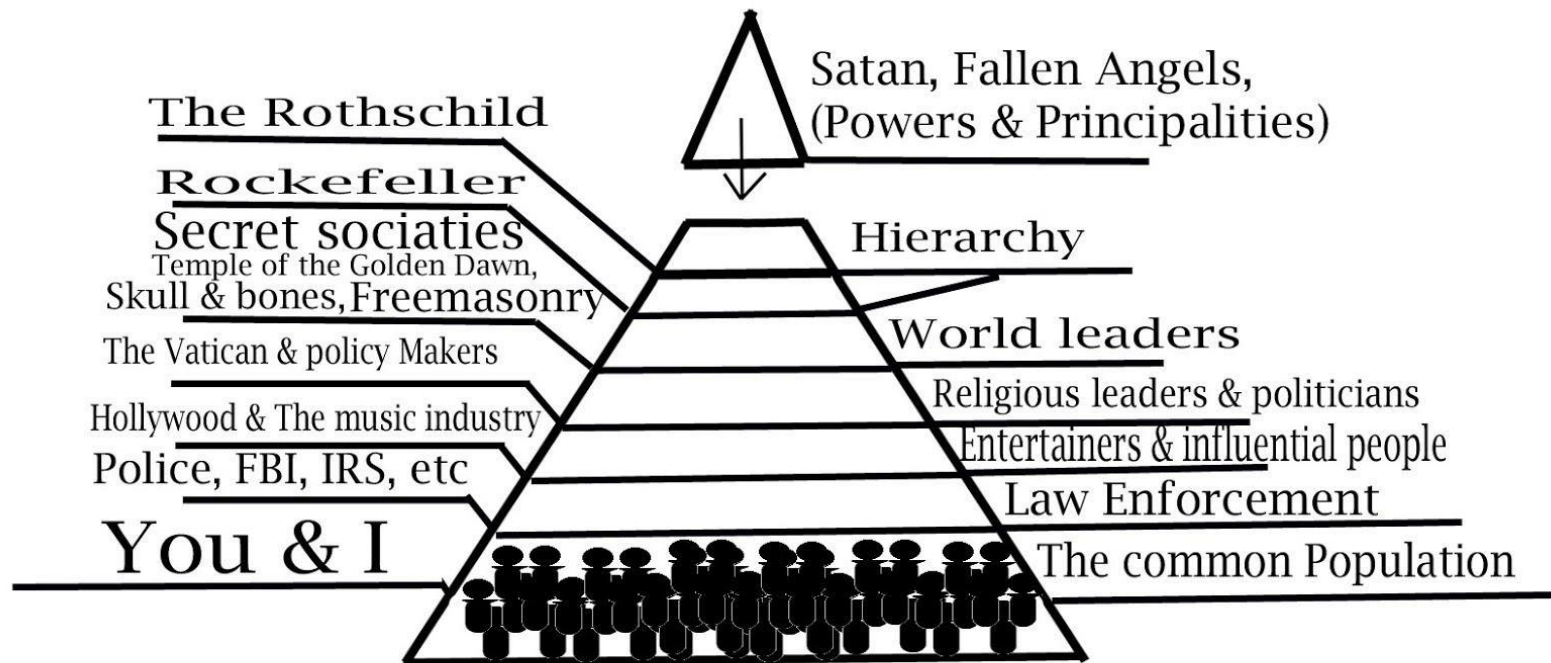 Satan, Fallen Angels,
(Powers & Principalities)
The Rothschild
Rockefeller
Secret sociaties
Temple of the Golden Dawn,
Skull & bones, Freemasonry
The Vatican & policy Makers
Hollywood & The music industry
Police, FBI, IRS, etc
You & I
Hierarchy
World leaders
Religious leaders & politicians
Entertainers & influential people
Law Enforcement
The common Population